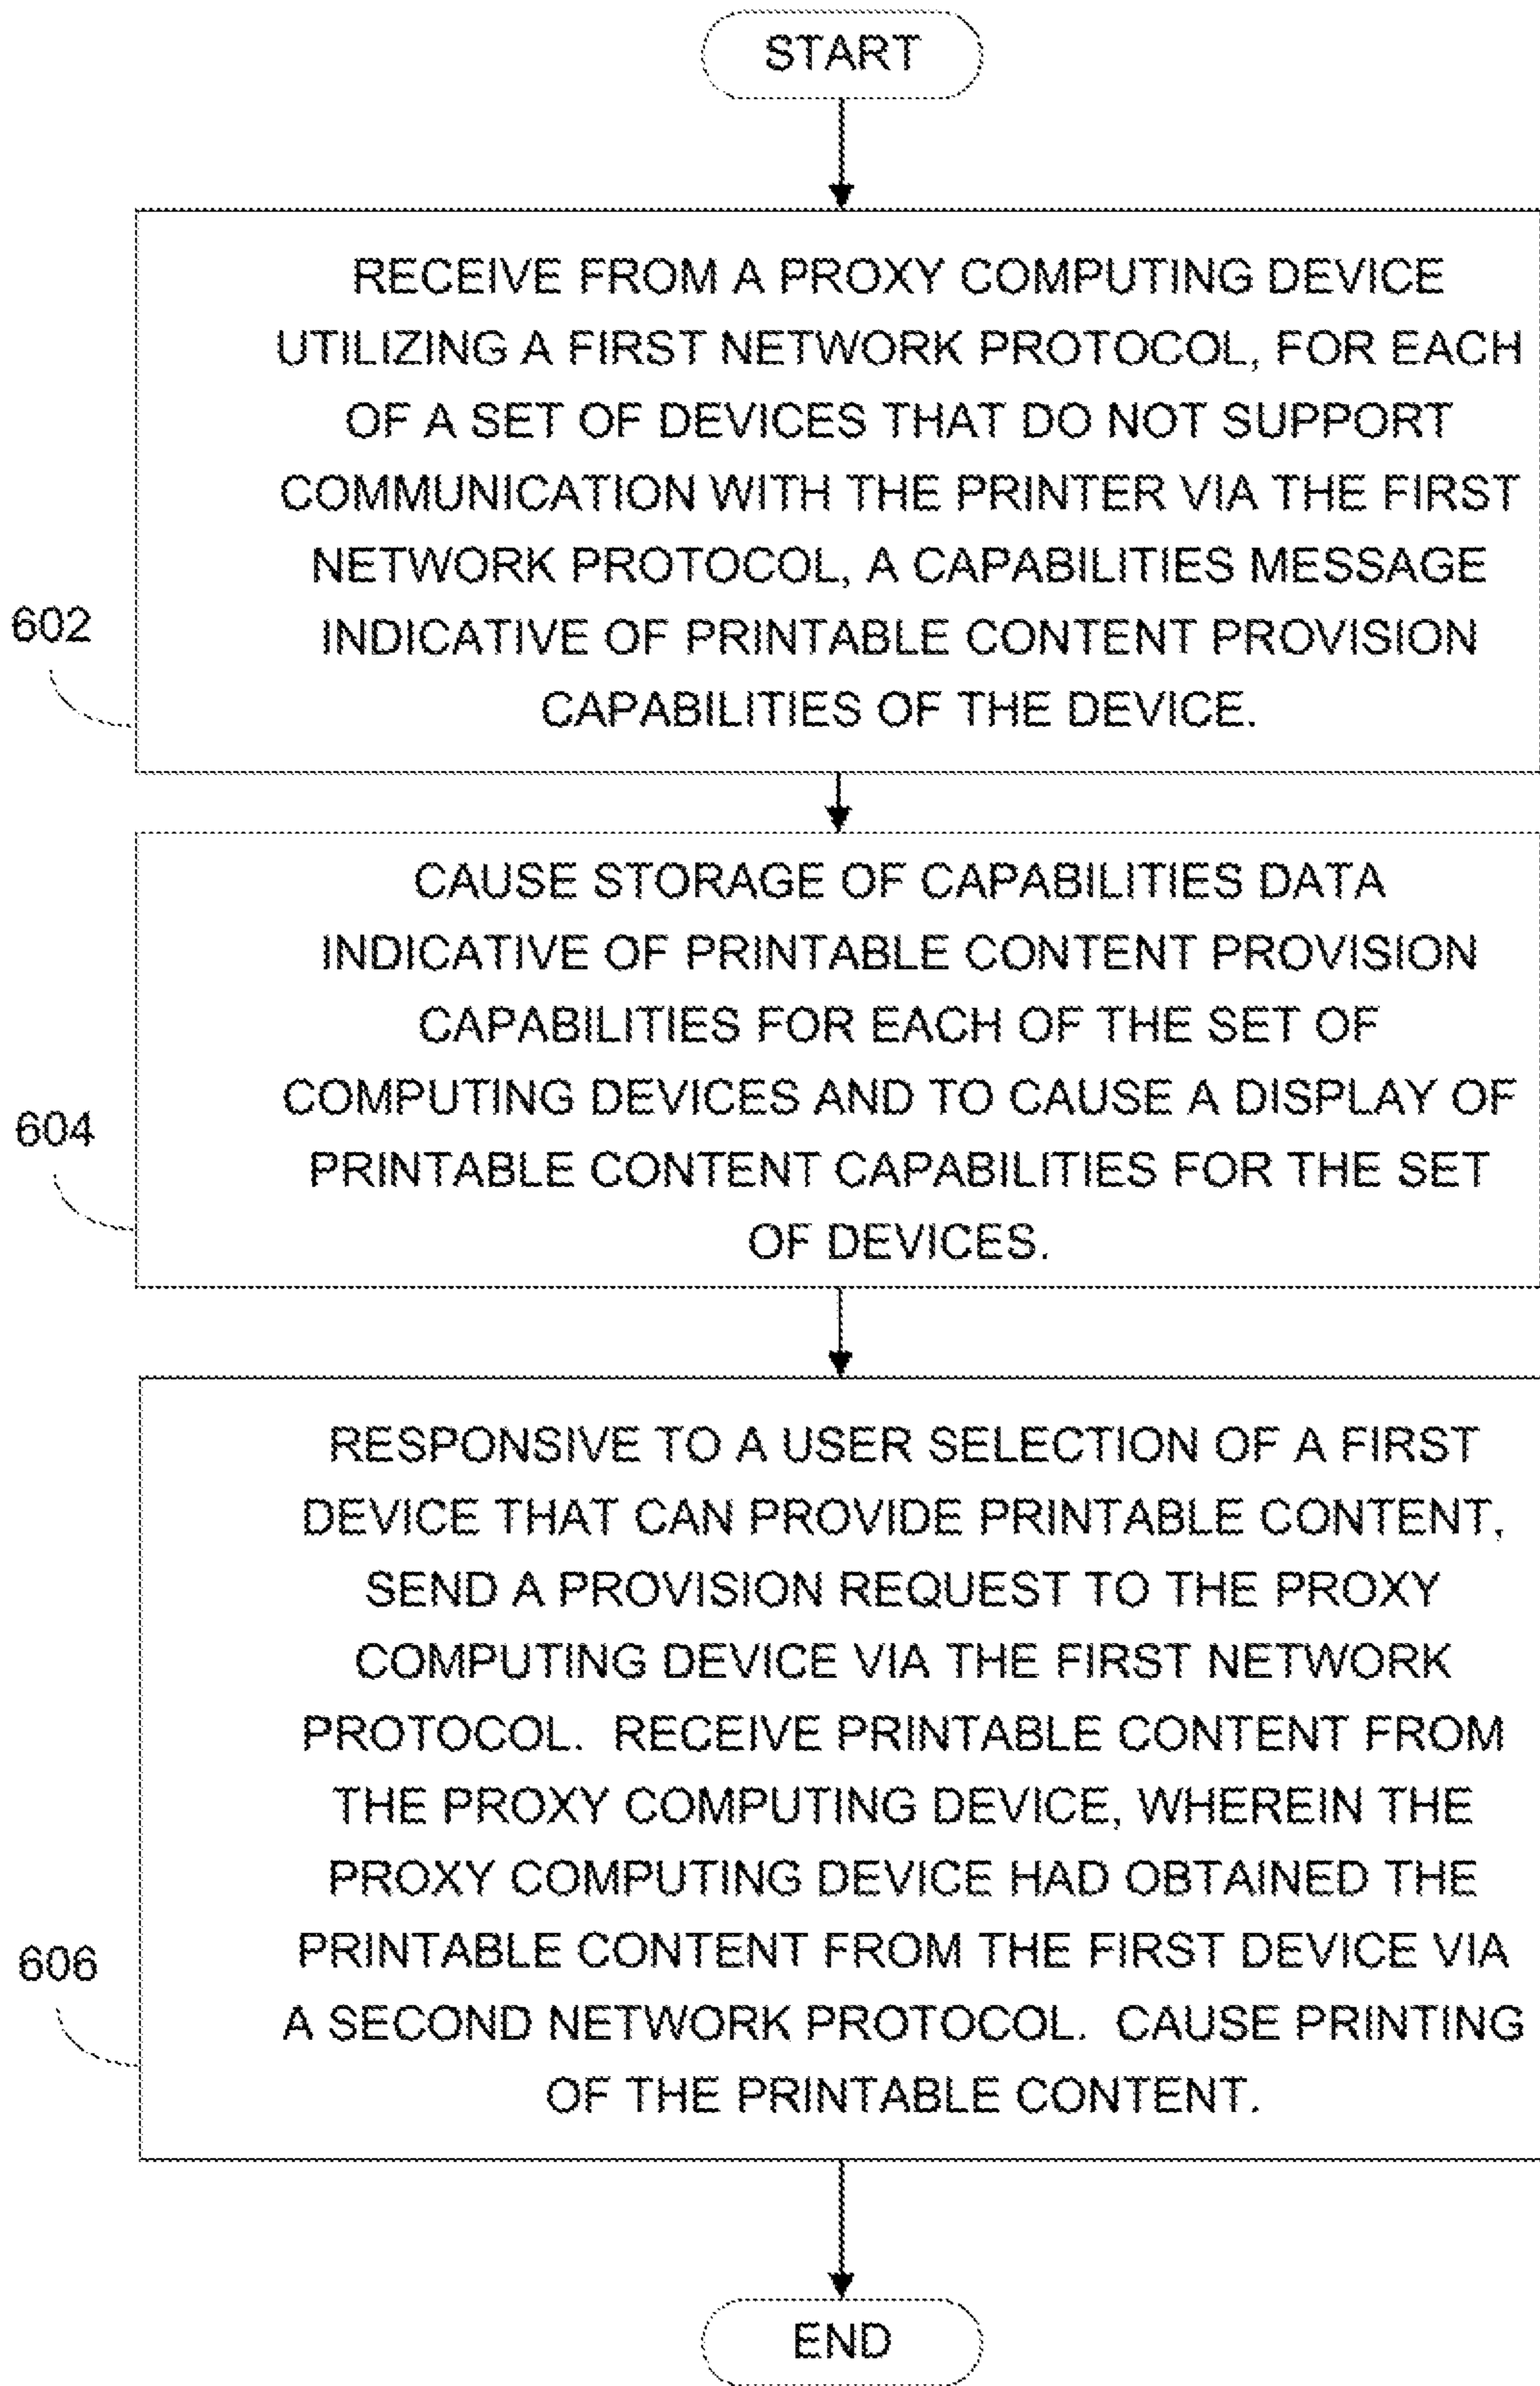 START
RECEIVE FROM A PROXY COMPUTING DEVICE
UTILIZING A FIRST NETWORK PROTOCOL, FOR EACH
OF A SET OF DEVICES THAT DO NOT SUPPORT
COMMUNICATION WITH THE PRINTER VIA THE FIRST
NETWORK PROTOCOL, A CAPABILITIES MESSAGE
INDICATIVE OF PRINTABLE CONTENT PROVISION
CAPABILITIES OF THE DEVICE.
602
CAUSE STORAGE OF CAPABILITIES DATA
INDICATIVE OF PRINTABLE CONTENT PROVISION
CAPABILITIES FOR EACH OF THE SET OF
COMPUTING DEVICES AND TO CAUSE A DISPLAY OF
PRINTABLE CONTENT CAPABILITIES FOR THE SET
OF DEVICES.
604
RESPONSIVE TO A USER SELECTION OF A FIRST
DEVICE THAT CAN PROVIDE PRINTABLE CONTENT,
SEND A PROVISION REQUEST TO THE PROXY
COMPUTING DEVICE VIA THE FIRST NETWORK
PROTOCOL. RECEIVE PRINTABLE CONTENT FROM
THE PROXY COMPUTING DEVICE, WHEREIN THE
PROXY COMPUTING DEVICE HAD OBTAINED THE
PRINTABLE CONTENT FROM THE FIRST DEVICE VIA
A SECOND NETWORK PROTOCOL. CAUSE PRINTING
OF THE PRINTABLE CONTENT.
606
END